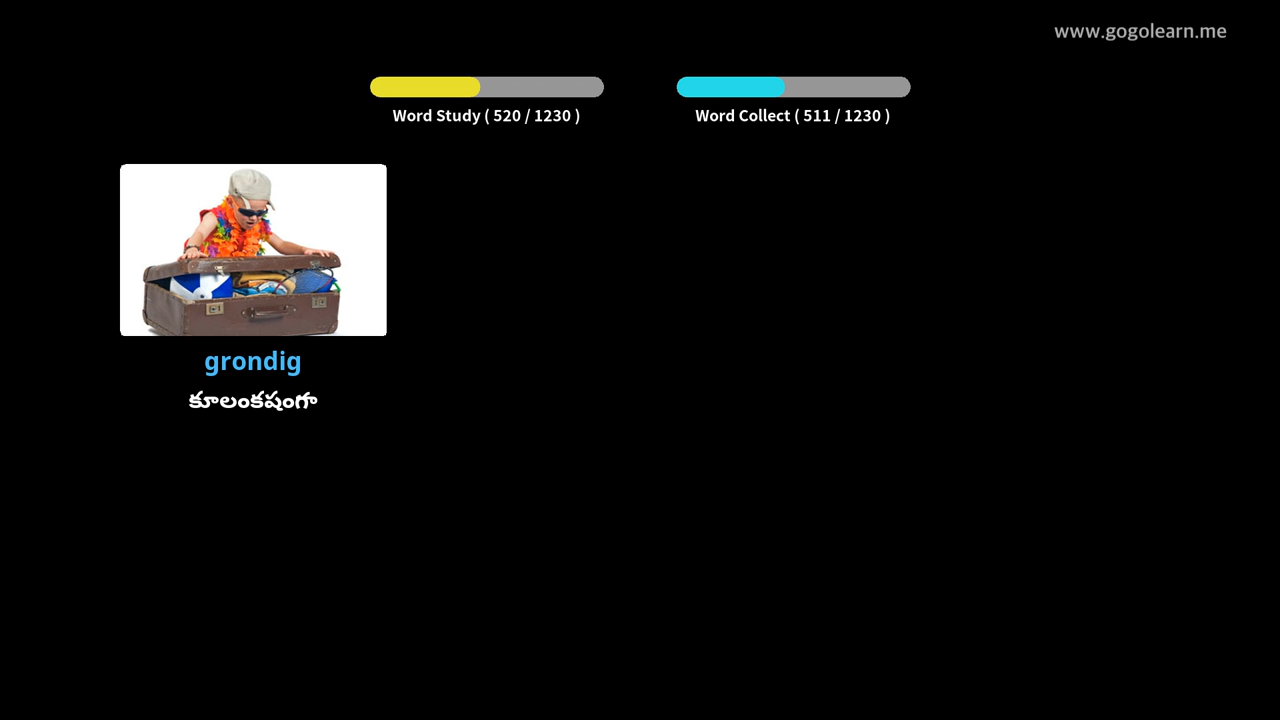 www.gogolearn.me
Word Study ( 520 / 1230 )
Word Collect ( 511 / 1230 )
grondig
కూలంకషంగా